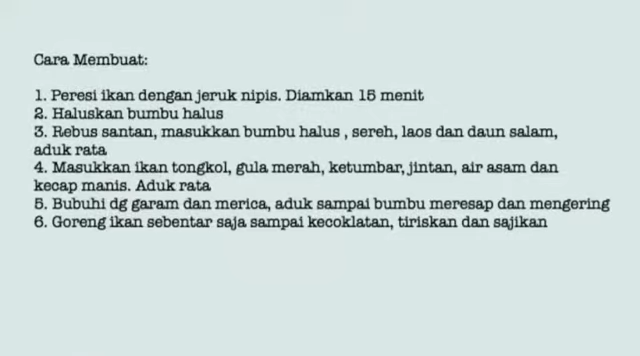 Cara Membuat:
1. Peresi ikan dengan jeruk nipis. Diamkan 15 menit
2. Haluskan bumbu halus
3. Rebus santan, masukkan bumbu halus , sereh, laos dan daun salam,
aduk rata
4. Masukkan ikan tongkol, gula merah, ketumbar, jintan, air asam dan
kecap manis. Aduk rata
5. Bubuhi dg garam dan merica, aduk sampai bumbu meresap dan mengering
6. Goreng ikan sebentar saja sampai kecoklatan, tiriskan dan sajikan